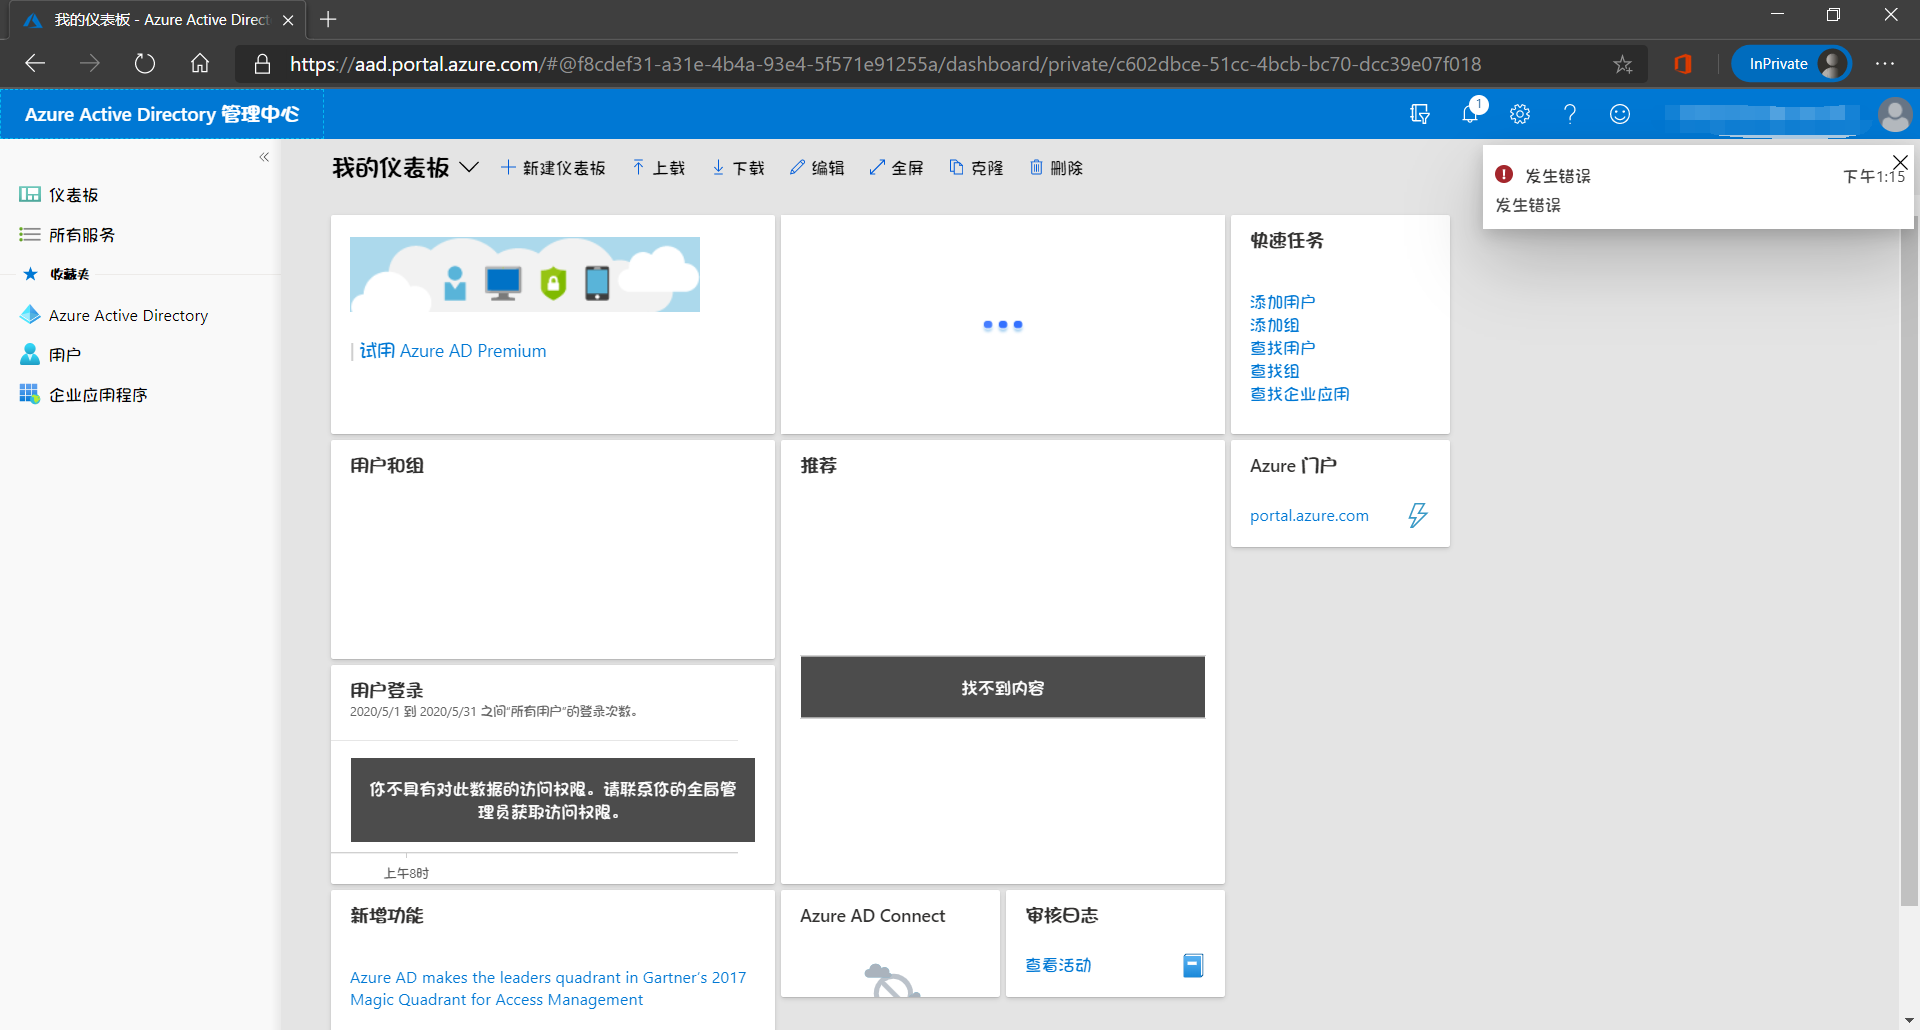 我的仪表板 - Azure Active Direct
https://aad.portal.azure.com/#@f8cdef31-a31e-4b4a-93e4-5f571e91255a/dashboard/private/c602dbce-51cc-4bcb-bc70-dcc39e07f018
InPrivate
Azure Active Directory 管理中心
1
仪表板
所有服务
收藏夹
Azure Active Directory
用户
企业应用程序
我的仪表板
新建仪表板
上载
下载
编辑
全屏
克隆
删除
发生错误
下午1:15
发生错误
试用 Azure AD Premium
快速任务
添加用户
添加组
查找用户
查找组
查找企业应用
用户和组
推荐
找不到内容
Azure 门户
portal.azure.com
用户登录
2020/5/1 到 2020/5/31 之间“所有用户”的登录次数。
你不具有对此数据的访问权限。请联系你的全局管
理员获取访问权限。
上午8时
新增功能
Azure AD makes the leaders quadrant in Gartner's 2017
Magic Quadrant for Access Management
Azure AD Connect
审核日志
查看活动